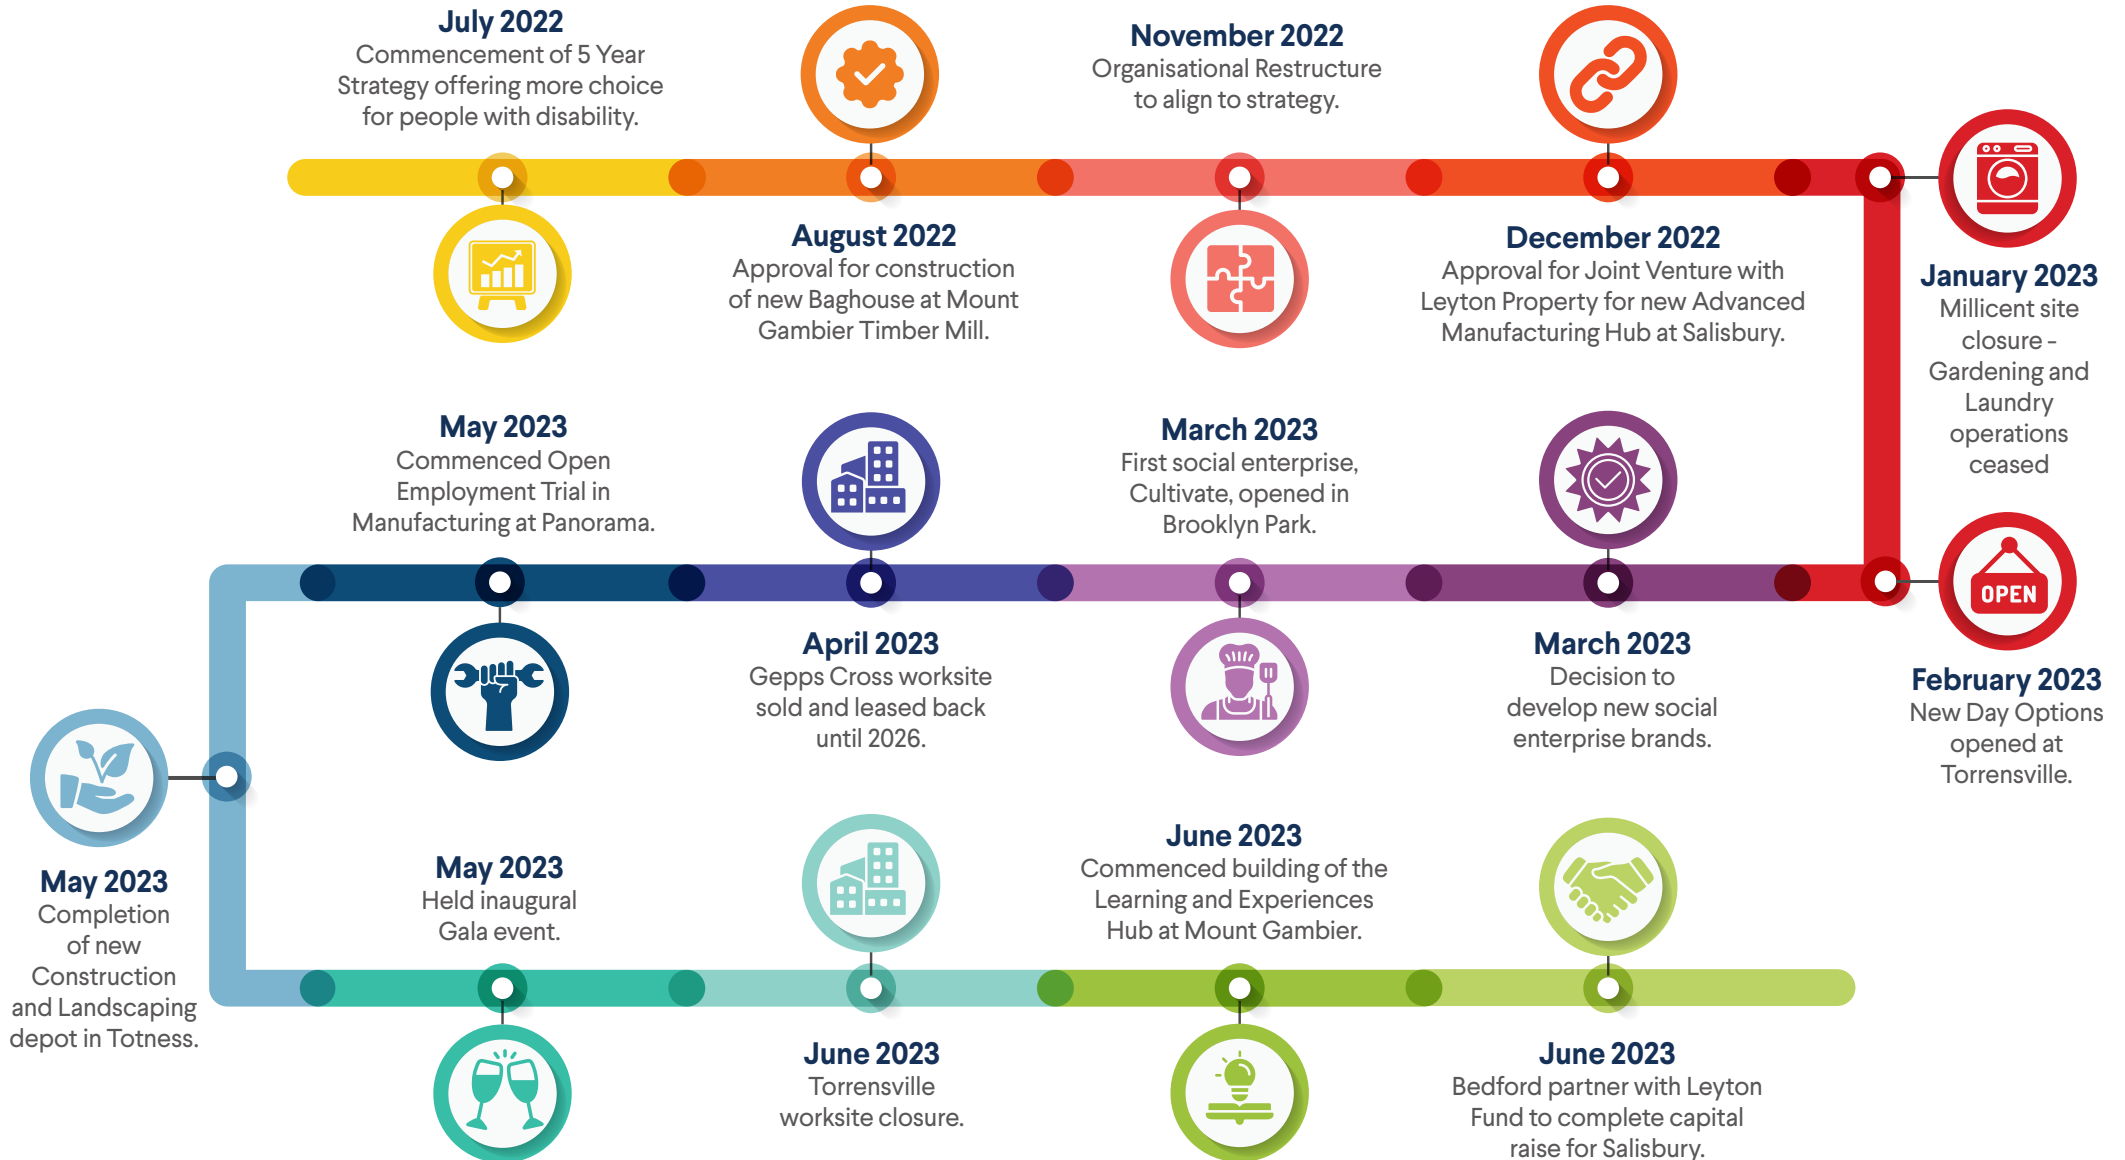 July 2022
Commencement of 5 Year
Strategy offering more choice
for people with disability.
August 2022
Approval for construction
of new Baghouse at Mount
Gambier Timber Mill.
November 2022
Organisational Restructure
to align to strategy.
December 2022
Approval for Joint Venture with
Leyton Property for new Advanced
Manufacturing Hub at Salisbury.
January 2023
Millicent site
closure -
Gardening and
Laundry
operations
ceased
OPEN
February 2023
New Day Options
opened at
Torrensville.
March 2023
Decision to
develop new social
enterprise brands.
March 2023
First social enterprise,
Cultivate, opened in
Brooklyn Park.
April 2023
Gepps Cross worksite
sold and leased back
until 2026.
May 2023
Commenced Open
Employment Trial in
Manufacturing at Panorama.
May 2023
Completion
of new
Construction
and Landscaping
depot in Totness.
May 2023
Held inaugural
Gala event.
June 2023
Torrensville
worksite closure.
June 2023
Commenced building of the
Learning and Experiences
Hub at Mount Gambier.
June 2023
Bedford partner with Leyton
Fund to complete capital
raise for Salisbury.